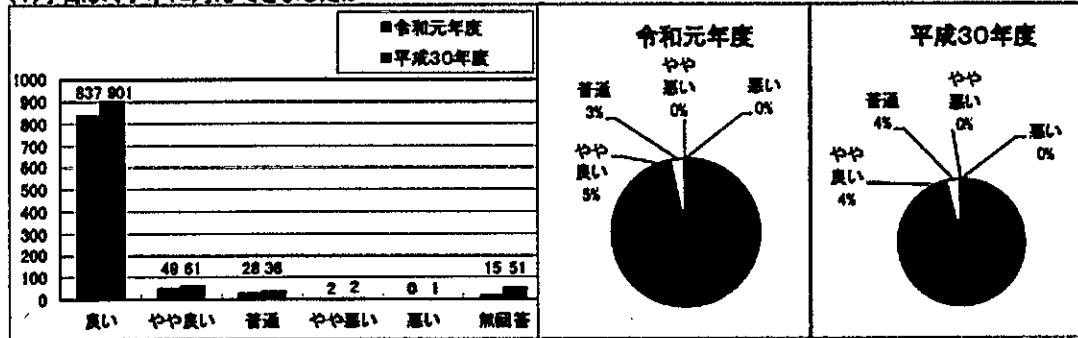 ■令和元年度
■平成30年度
1000
900
800
700
600
500
400
300
200
100
0
837 901
61
28 36
2 2
0 1
15 51
良い やや良い 普通 やや悪い 悪い 無回答
令和元年度
普通
3%
やや
悪い
0%
悪い
0%
やや
良い
5%
平成30年度
普通
4%
やや
悪い
0%
悪い
0%
やや
良い
4%